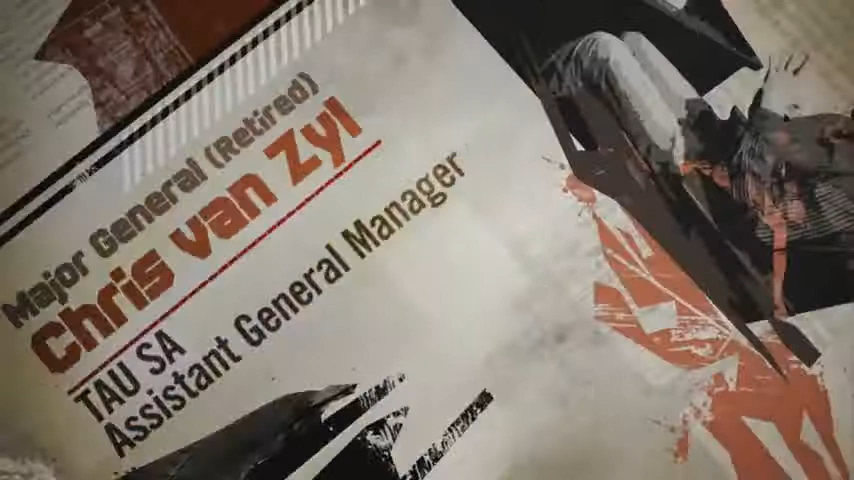 Major General (Retired)
Chris van Zyl
TAU SA
Assistant General Manager